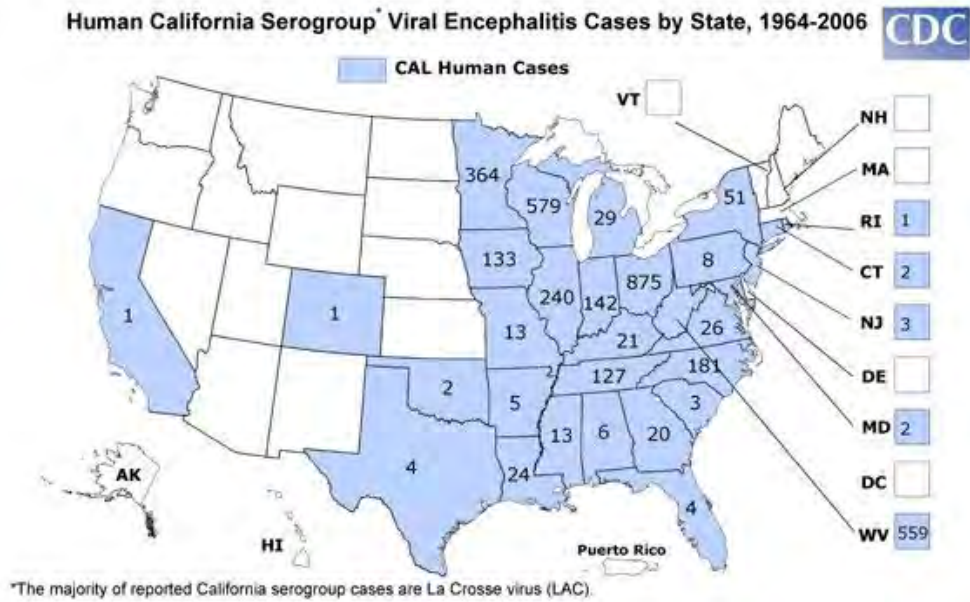 Human California Serogroup* Viral Encephalitis Cases by State, 1964-2006
CDC
CAL Human Cases
VT
NH
MA
364
579
29
51
RI 1
133
8
CT 2
240
142
875
1
1
13
21
26
NJ 3
127
181
DE
2
5
3
MD 2
13
6
20
4
24
DC
AK
4
WV 559
HI
Puerto Rico
*The majority of reported California serogroup cases are La Crosse virus (LAC).